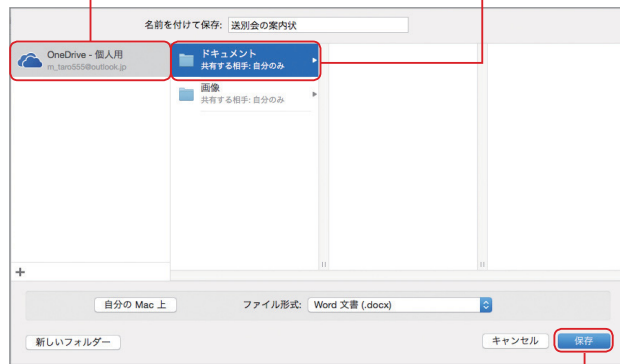 名前を付けて保存: 送別会の案内状
OneDrive - 個人用
m_taro555@outlook.jp
ドキュメント
共有する相手: 自分のみ
画像
共有する相手: 自分のみ
+
自分の Mac 上
ファイル形式: Word 文書 (.docx)
新しいフォルダー
キャンセル
保存